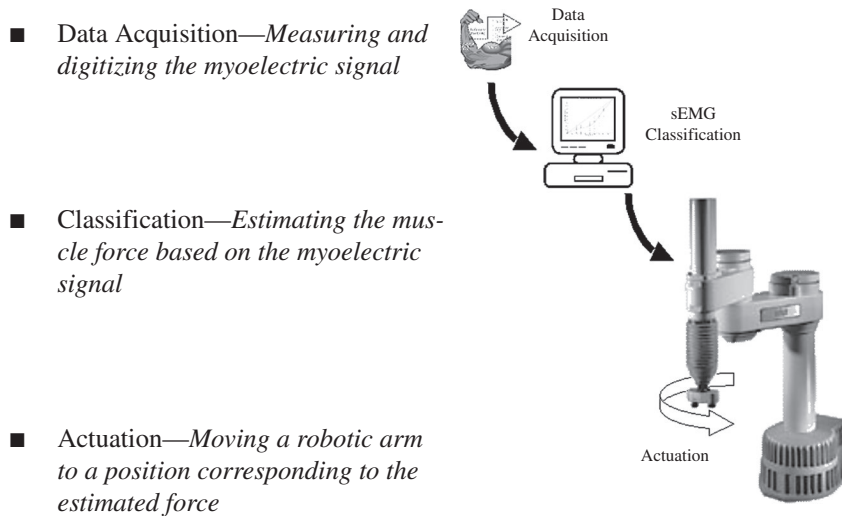 ■ Data Acquisition—Measuring and
digitizing the myoelectric signal
Data
Acquisition
sEMG
Classification
■ Classification—Estimating the mus-
cle force based on the myoelectric
signal
■ Actuation—Moving a robotic arm
to a position corresponding to the
estimated force
Actuation